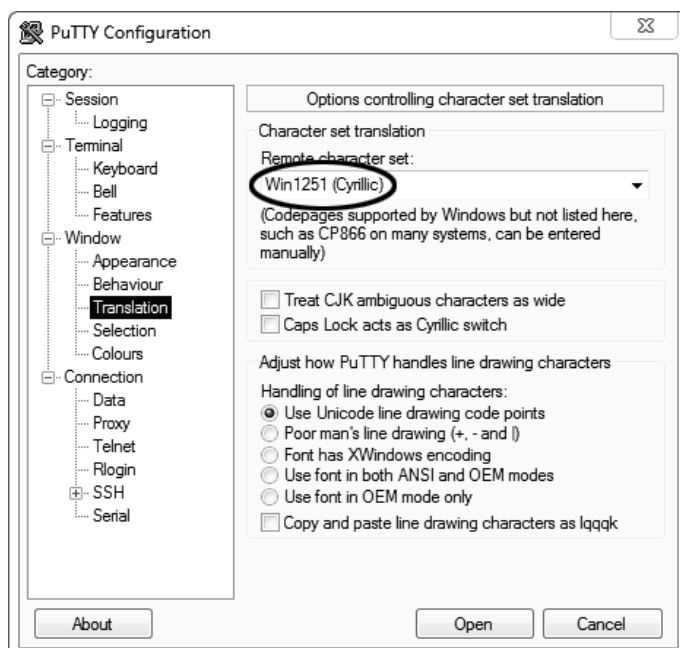 PuTTY Configuration
Category:
Session
Logging
Terminal
Keyboard
Bell
Features
Window
Appearance
Behaviour
Translation
Selection
Colours
Connection
Data
Proxy
Telnet
Rlogin
SSH
Serial
Options controlling character set translation
Character set translation
Remote character set:
Win1251 (Cyrillic)
(Codepages supported by Windows but not listed here,
such as CP866 on many systems, can be entered
manually)
Treat CJK ambiguous characters as wide
Caps Lock acts as Cyrillic switch
Adjust how PuTTY handles line drawing characters
Handling of line drawing characters:
Use Unicode line drawing code points
Poor man's line drawing (+, - and |)
Font has XWindows encoding
Use font in both ANSI and OEM modes
Use font in OEM mode only
Copy and paste line drawing characters as lqqqk
About
Open
Cancel